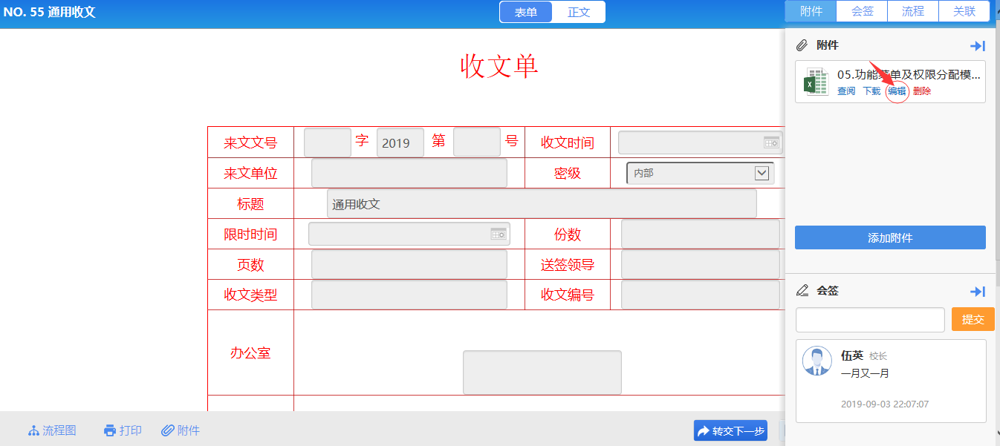 NO. 55 通用收文
表单 正文
附件 会签 流程 关联
收文单
来文文号 字 2019 第 号 收文时间
来文单位 密级 内部
标题 通用收文
限时时间 份数
页数 送签领导
收文类型 收文编号
办公室
流程图 打印 附件 转交下一步
附件
05.功能菜单及权限分配模...
查阅 下载 编辑 删除
添加附件
会签
提交
伍英 校长
一月又一月
2019-09-03 22:07:07